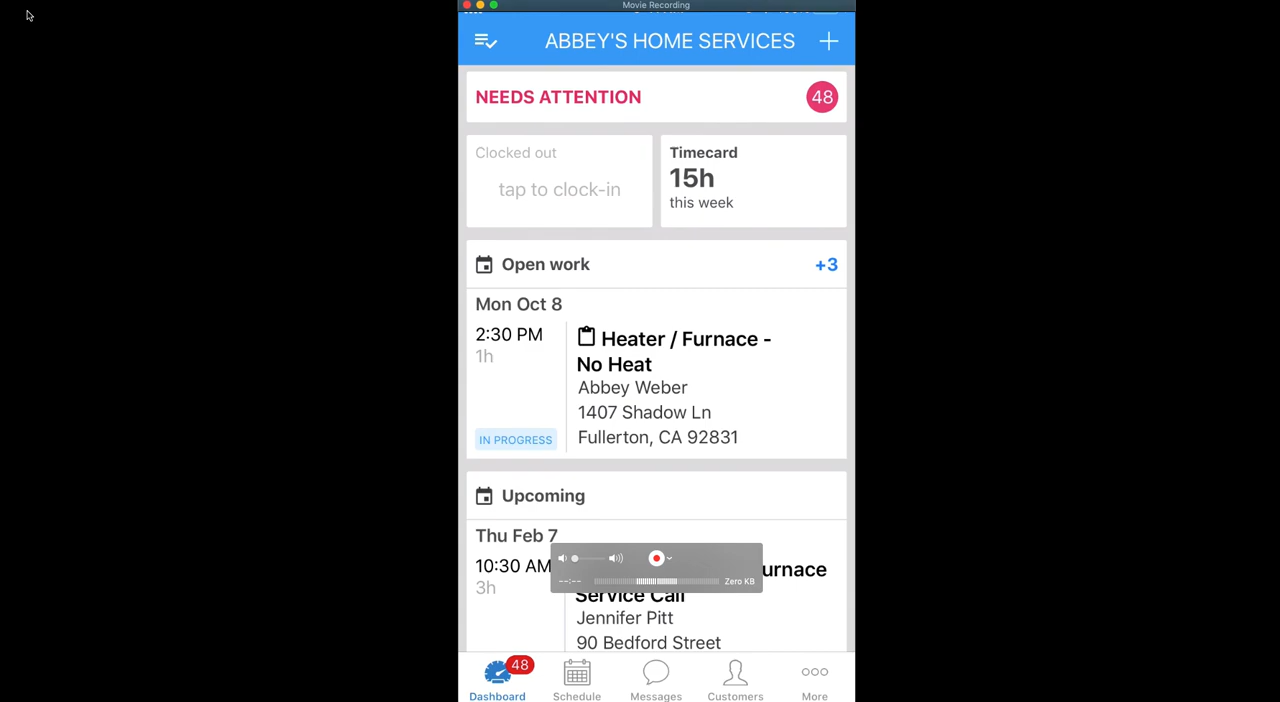 Movie Recording
ABBEY'S HOME SERVICES
NEEDS ATTENTION 48
Clocked out
tap to clock-in
Timecard
15h
this week
Open work +3
Mon Oct 8
2:30 PM
1h
Heater / Furnace -
No Heat
Abbey Weber
1407 Shadow Ln
Fullerton, CA 92831
IN PROGRESS
Upcoming
Thu Feb 7
10:30 AM
3h
Service Call
Jennifer Pitt
90 Bedford Street
--:-- Zero KB
48
Dashboard Schedule Messages Customers More